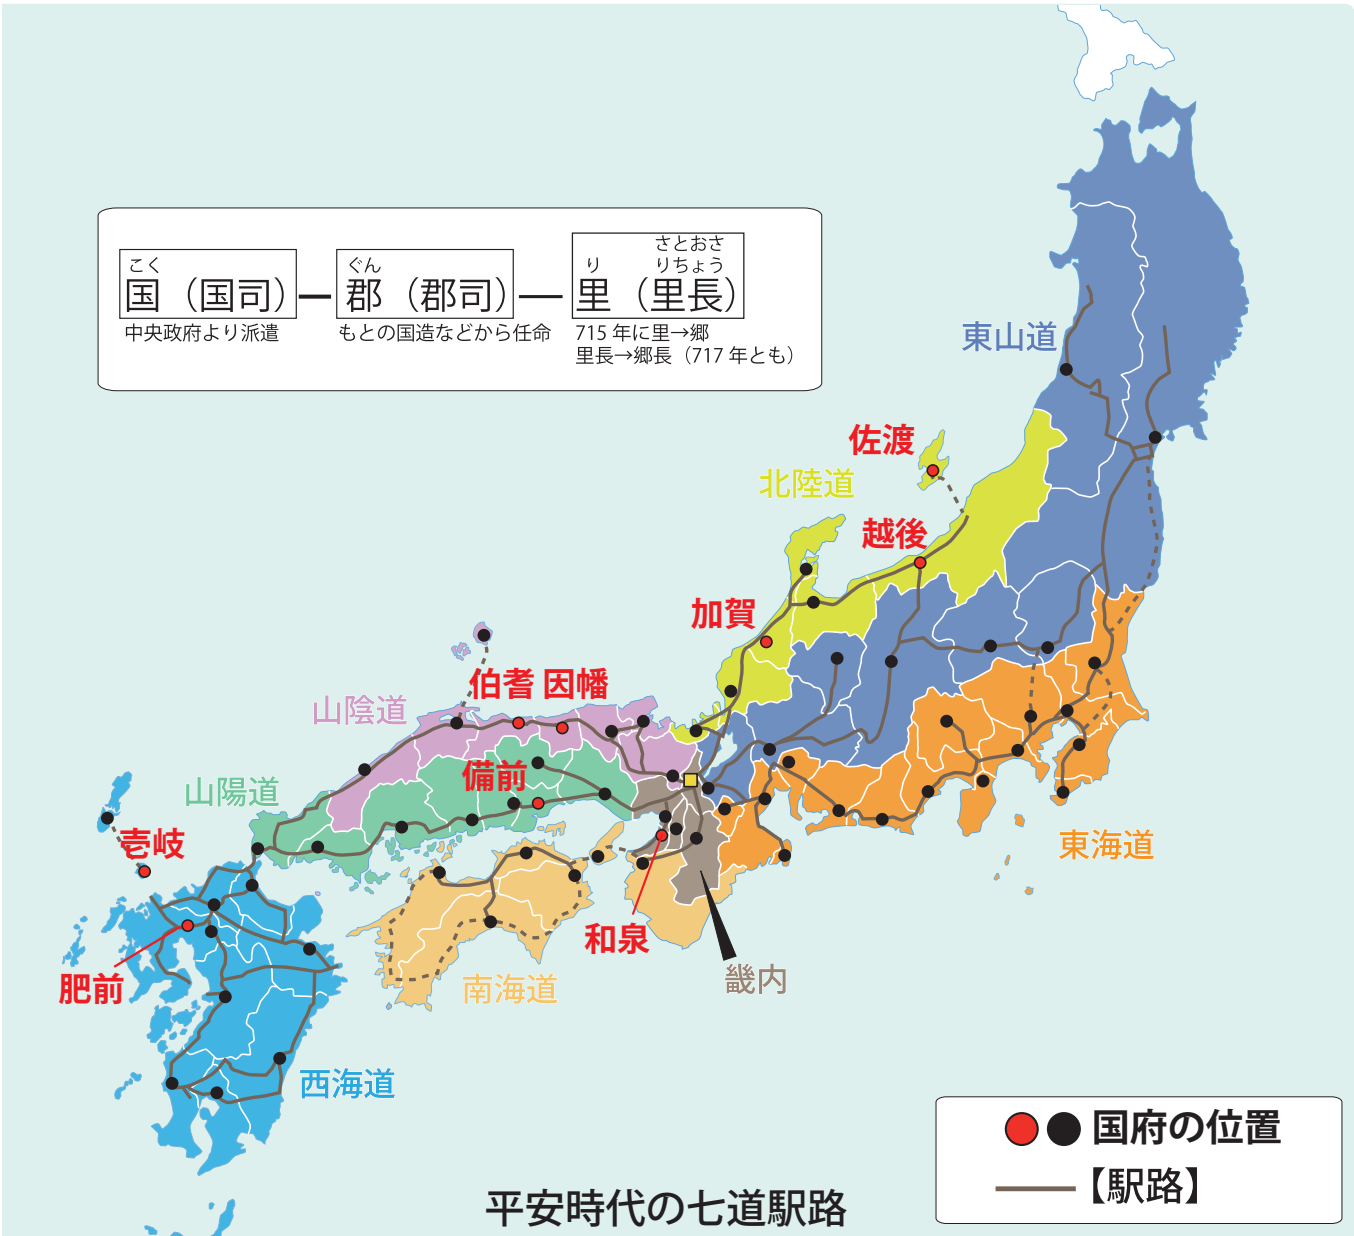 こく
国（国司）
中央政府より派遣
ぐん
郡（郡司）
もとの国造などから任命
さとおさ
り りちょう
里（里長）
715 年に里→郷
里長→郷長（717 年とも）
東山道
佐渡
北陸道
越後
加賀
伯耆 因幡
山陰道
備前
山陽道
壱岐
東海道
和泉
畿内
肥前
南海道
西海道
国府の位置
【駅路】
平安時代の七道駅路